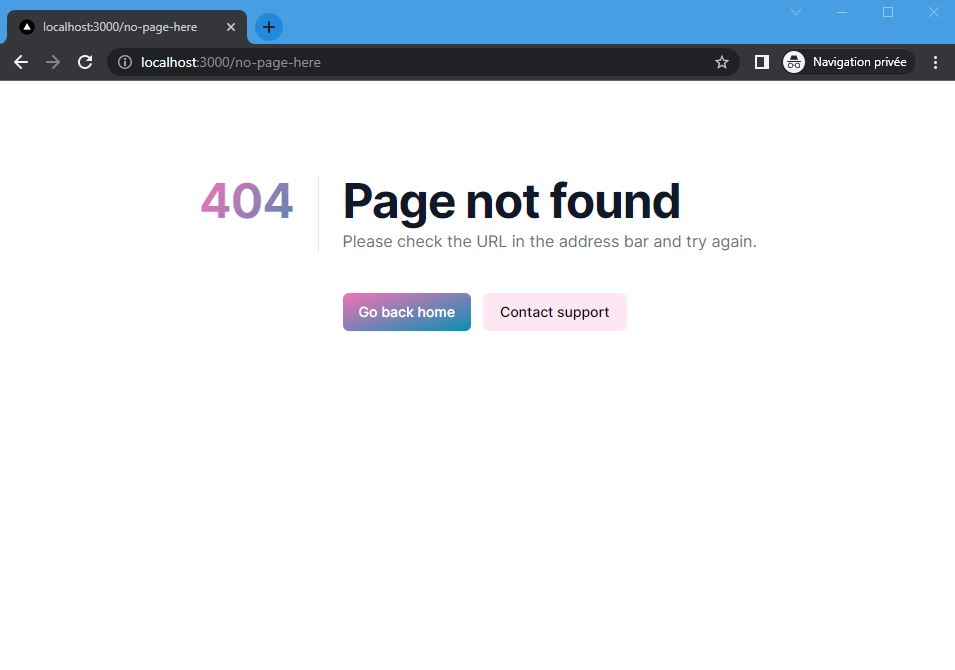 localhost:3000/no-page-here
localhost:3000/no-page-here
Navigation privée
404
Page not found
Please check the URL in the address bar and try again.
Go back home
Contact support